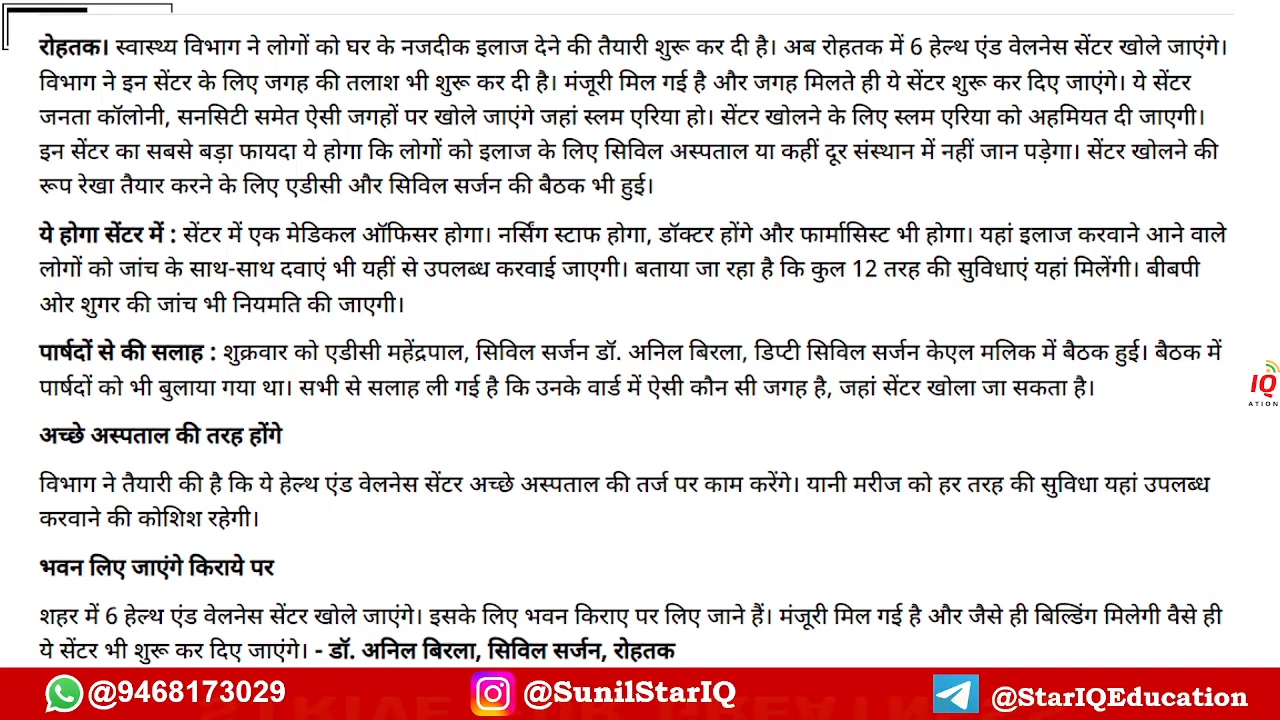 रोहतक। स्वास्थ्य विभाग ने लोगों को घर के नजदीक इलाज देने की तैयारी शुरू कर दी है। अब रोहतक में 6 हेल्थ एंड वेलनेस सेंटर खोले जाएंगे।
विभाग ने इन सेंटर के लिए जगह की तलाश भी शुरू कर दी है। मंजूरी मिल गई है और जगह मिलते ही ये सेंटर शुरू कर दिए जाएंगे। ये सेंटर
जनता कॉलोनी, सनसिटी समेत ऐसी जगहों पर खोले जाएंगे जहां स्लम एरिया हो। सेंटर खोलने के लिए स्लम एरिया को अहमियत दी जाएगी।
इन सेंटर का सबसे बड़ा फायदा ये होगा कि लोगों को इलाज के लिए सिविल अस्पताल या कहीं दूर संस्थान में नहीं जान पड़ेगा। सेंटर खोलने की
रूप रेखा तैयार करने के लिए एडीसी और सिविल सर्जन की बैठक भी हुई।
ये होगा सेंटर में : सेंटर में एक मेडिकल ऑफिसर होगा। नर्सिंग स्टाफ होगा, डॉक्टर होंगे और फार्मासिस्ट भी होगा। यहां इलाज करवाने आने वाले
लोगों को जांच के साथ-साथ दवाएं भी यहीं से उपलब्ध करवाई जाएगी। बताया जा रहा है कि कुल 12 तरह की सुविधाएं यहां मिलेंगी। बीबपी
ओर शुगर की जांच भी नियमति की जाएगी।
पार्षदों से की सलाह : शुक्रवार को एडीसी महेंद्रपाल, सिविल सर्जन डॉ. अनिल बिरला, डिप्टी सिविल सर्जन केएल मलिक में बैठक हुई। बैठक में
पार्षदों को भी बुलाया गया था। सभी से सलाह ली गई है कि उनके वार्ड में ऐसी कौन सी जगह है, जहां सेंटर खोला जा सकता है।
IQ
ATION
अच्छे अस्पताल की तरह होंगे
विभाग ने तैयारी की है कि ये हेल्थ एंड वेलनेस सेंटर अच्छे अस्पताल की तर्ज पर काम करेंगे। यानी मरीज को हर तरह की सुविधा यहां उपलब्ध
करवाने की कोशिश रहेगी।
भवन लिए जाएंगे किराये पर
शहर में 6 हेल्थ एंड वेलनेस सेंटर खोले जाएंगे। इसके लिए भवन किराए पर लिए जाने हैं। मंजूरी मिल गई है और जैसे ही बिल्डिंग मिलेगी वैसे ही
ये सेंटर भी शुरू कर दिए जाएंगे। - डॉ. अनिल बिरला, सिविल सर्जन, रोहतक
@9468173029 @SunilStarIQ @StarIQEducation